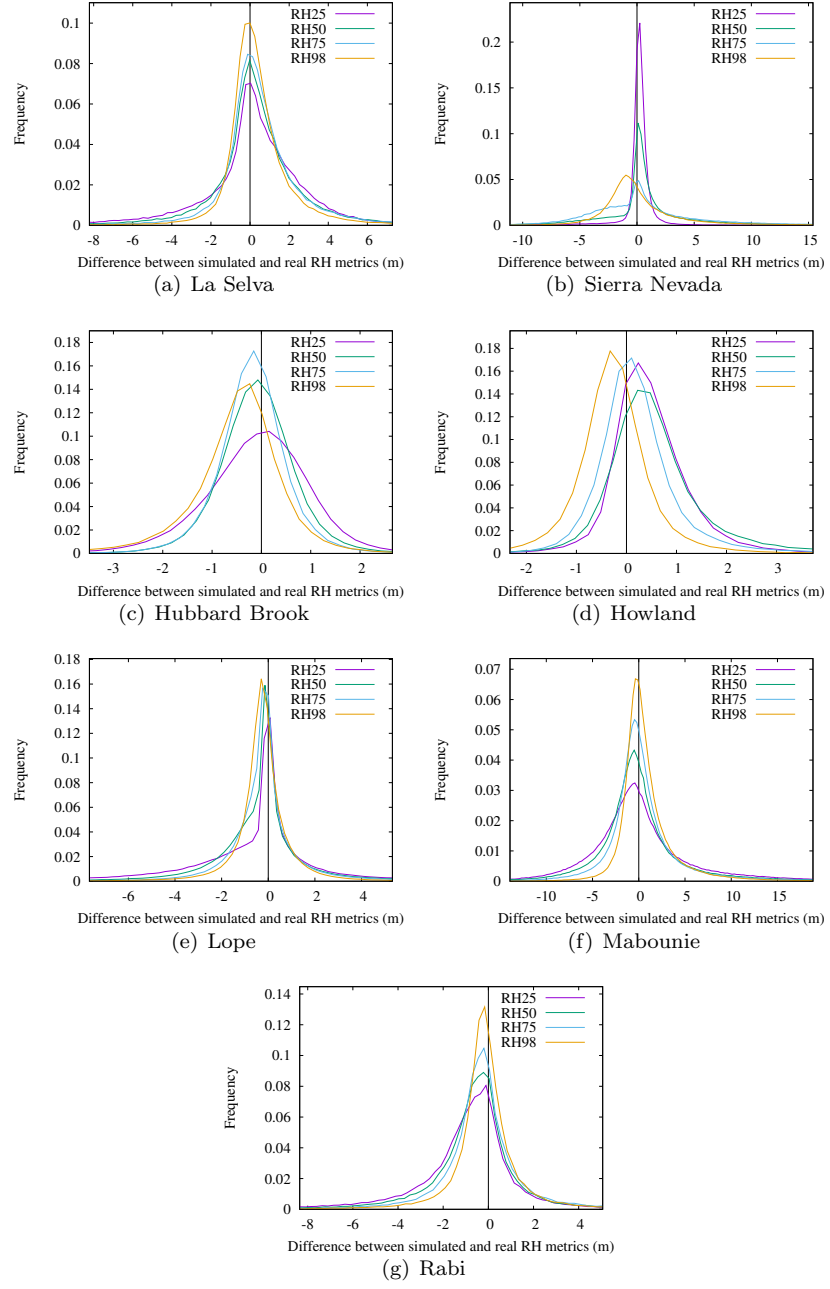 0.1
0.08
0.06
0.04
0.02
0
Frequency
RH25
RH50
RH75
RH98
-8 -6 -4 -2 0 2 4 6
Difference between simulated and real RH metrics (m)
(a) La Selva
0.2
0.15
0.1
0.05
0
Frequency
RH25
RH50
RH75
RH98
-10 -5 0 5 10 15
Difference between simulated and real RH metrics (m)
(b) Sierra Nevada
0.18
0.16
0.14
0.12
0.1
0.08
0.06
0.04
0.02
0
Frequency
RH25
RH50
RH75
RH98
-3 -2 -1 0 1 2
Difference between simulated and real RH metrics (m)
(c) Hubbard Brook
0.18
0.16
0.14
0.12
0.1
0.08
0.06
0.04
0.02
0
Frequency
RH25
RH50
RH75
RH98
-2 -1 0 1 2 3
Difference between simulated and real RH metrics (m)
(d) Howland
0.18
0.16
0.14
0.12
0.1
0.08
0.06
0.04
0.02
0
Frequency
RH25
RH50
RH75
RH98
-6 -4 -2 0 2 4
Difference between simulated and real RH metrics (m)
(e) Lope
0.07
0.06
0.05
0.04
0.03
0.02
0.01
0
Frequency
RH25
RH50
RH75
RH98
-10 -5 0 5 10 15
Difference between simulated and real RH metrics (m)
(f) Mabounie
0.14
0.12
0.1
0.08
0.06
0.04
0.02
0
Frequency
RH25
RH50
RH75
RH98
-8 -6 -4 -2 0 2 4
Difference between simulated and real RH metrics (m)
(g) Rabi